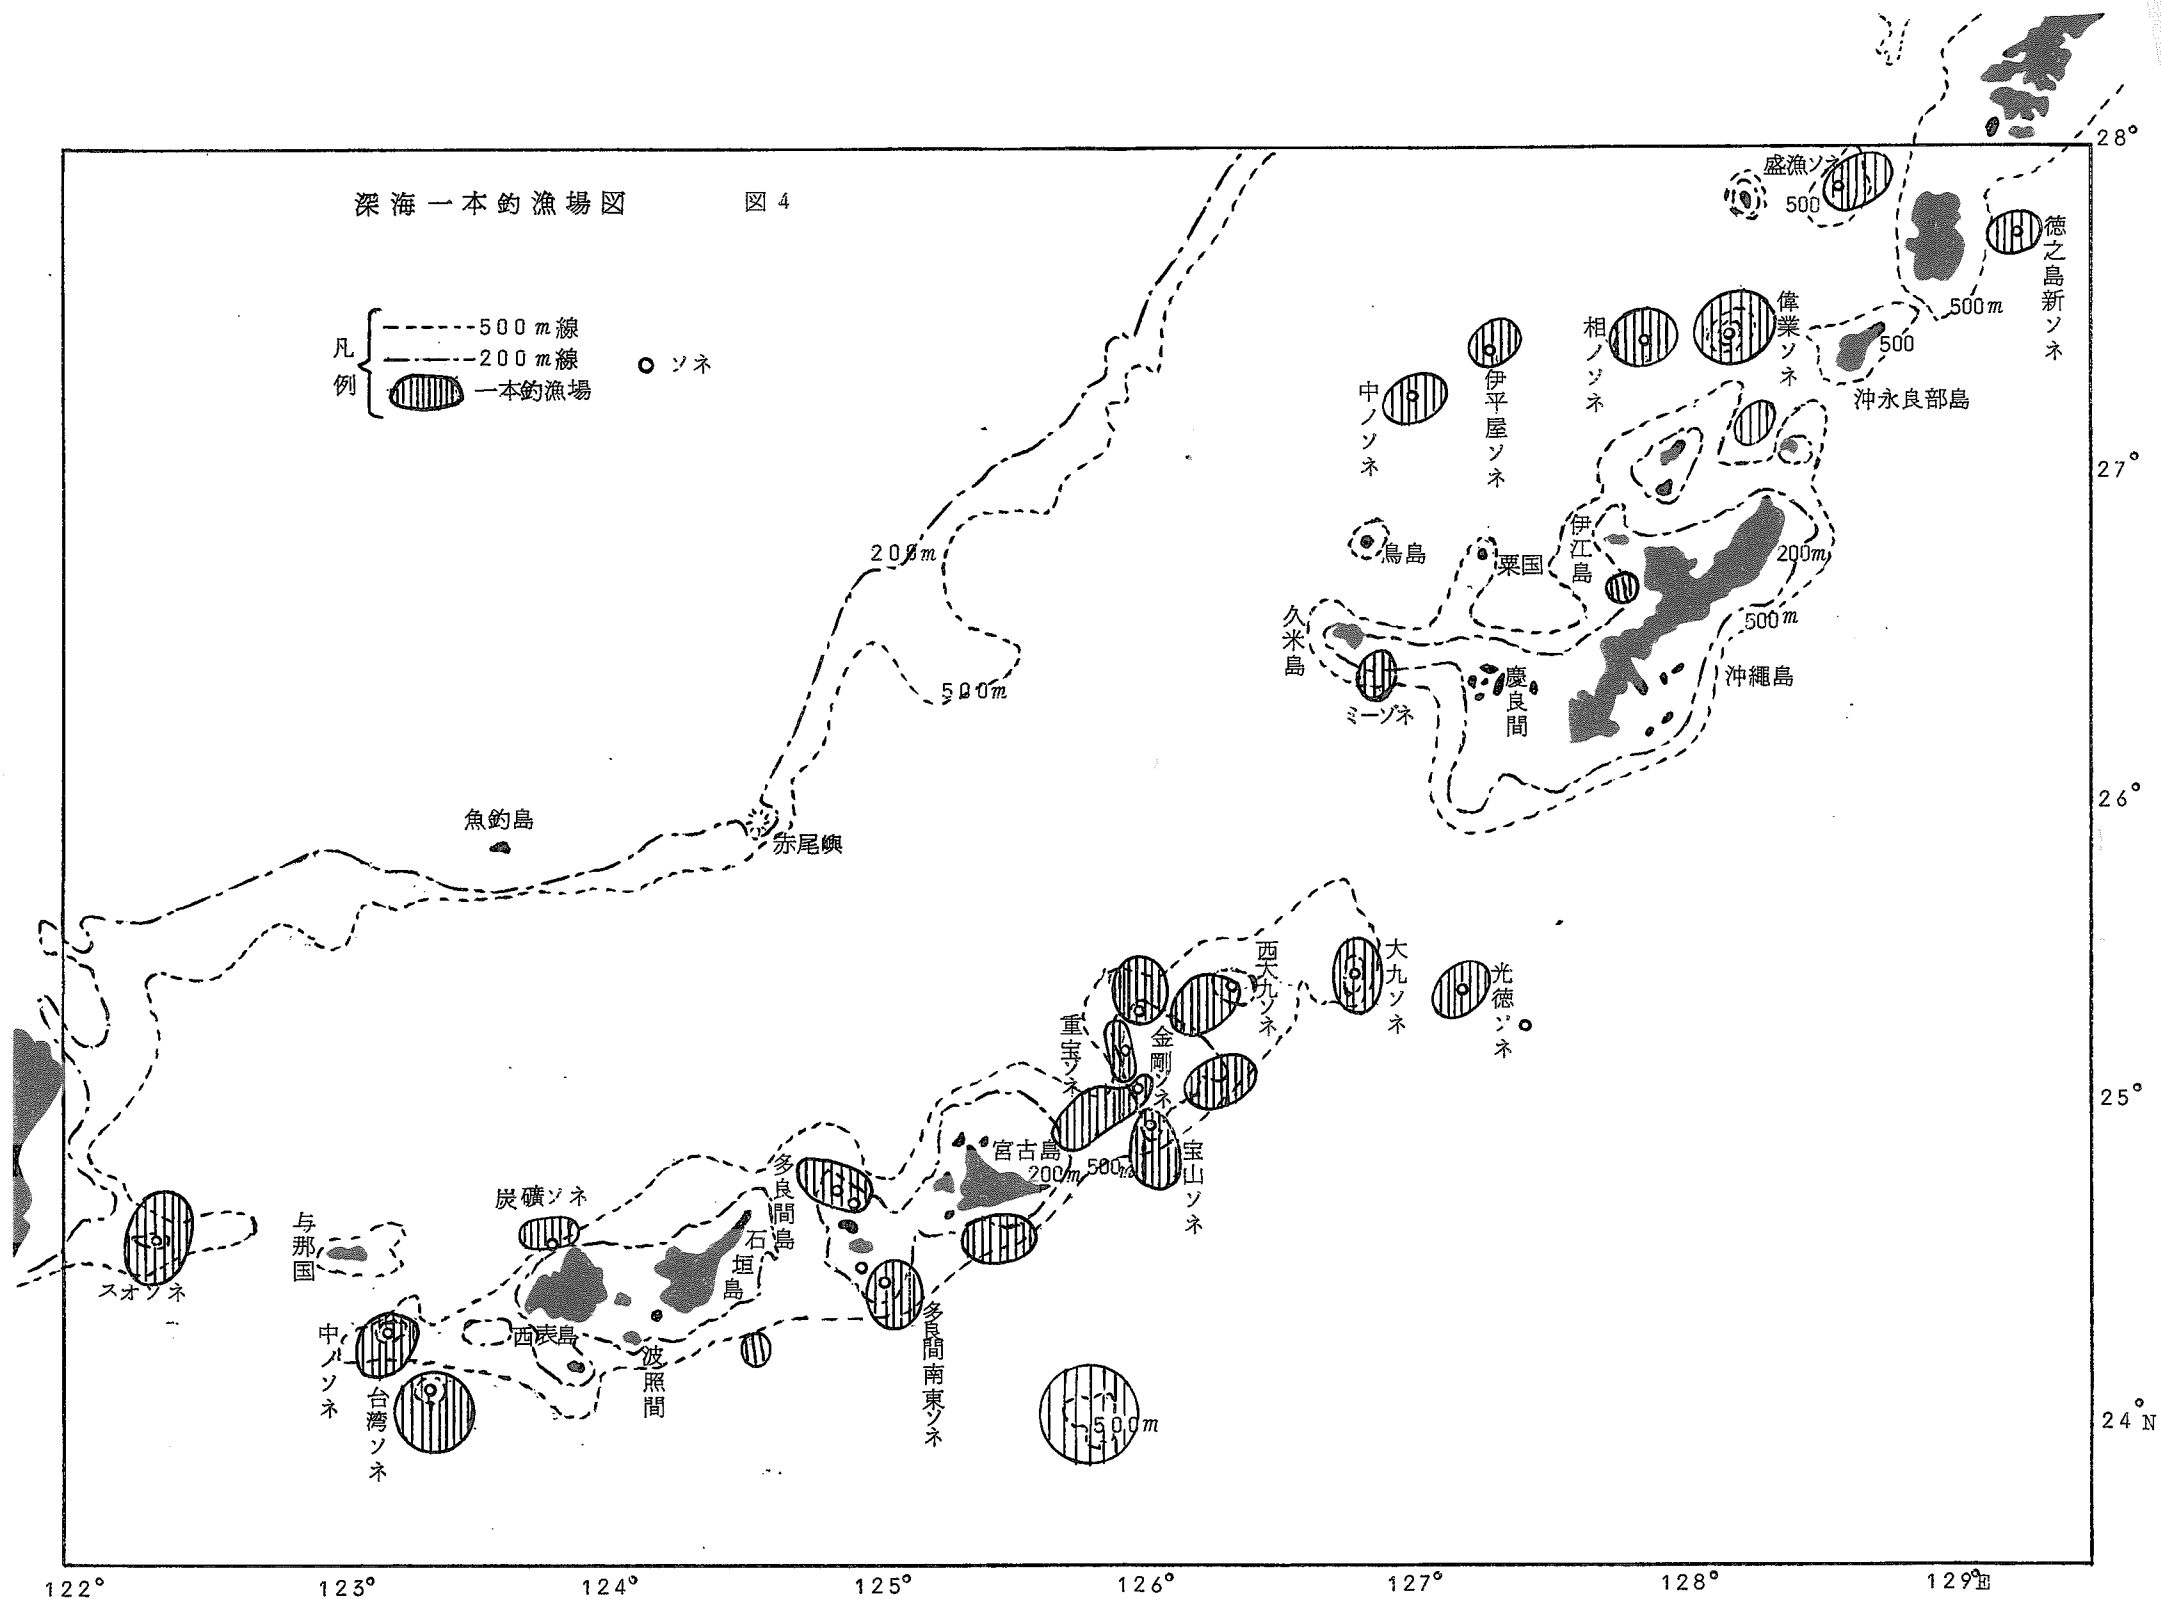 深海一本釣漁場図 図4
凡例
500m線
200m線
一本釣漁場
ソネ
28°
盛漁ソネ
500
徳之島新ソネ
500m
偉業ソネ
相ノソネ
500
沖永良部島
伊平屋ソネ
中ノソネ
27°
200m
鳥島
粟国
伊江島
200m
500m
久米島
500m
慶良間
沖繩島
ミーソネ
26°
魚釣島
赤尾嶼
西大九ソネ
大九ソネ
光徳ソネ
重宝ソネ
金剛ソネ
25°
宮古島
200m
500m
宝山ソネ
多良間島
炭礦ソネ
与那国
石垣島
スオソネ
中ノソネ
西表島
波照間
多良間南東ソネ
台湾ソネ
500m
24°N
122°
123°
124°
125°
126°
127°
128°
129°E